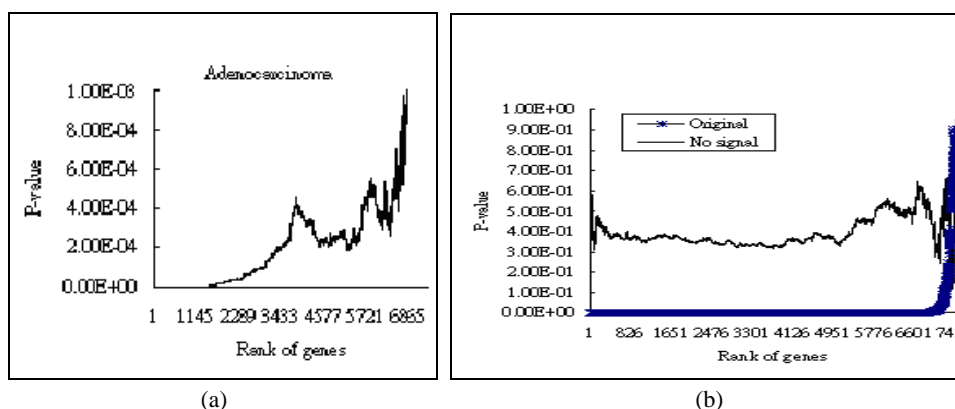 Adenocarcinoma
1.00E-03
8.00E-04
6.00E-04
4.00E-04
2.00E-04
0.00E+00
P-value
1 1145 2289 3433 4577 5721 6865
Rank of genes
(a)
1.00E+00
9.00E-01
8.00E-01
7.00E-01
6.00E-01
5.00E-01
4.00E-01
3.00E-01
2.00E-01
1.00E-01
0.00E+00
P-value
Original
No signal
1 826 1651 2476 3301 4126 4951 5776 6601 74
Rank of genes
(b)